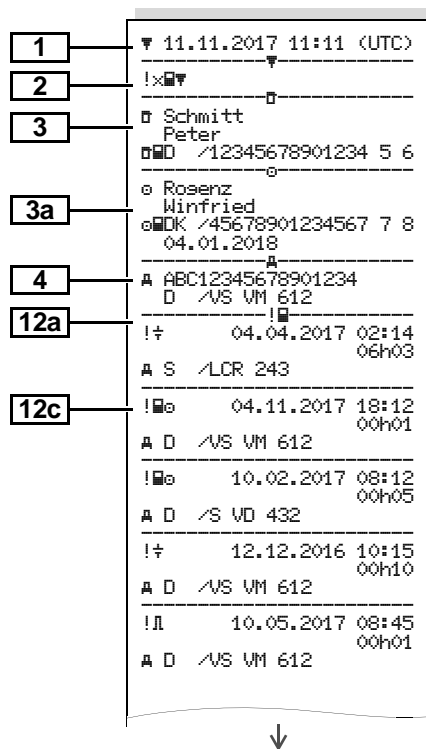 1
▼ 11.11.2017 11:11 (UTC)
2
!×▼
3
Schmitt
Peter
D /12345678901234 5 6
3a
Rogenz
Winfried
DK /45678901234567 7 8
04.01.2018
4
A ABC12345678901234
D /VS VM 612
12a
!÷ 04.04.2017 02:14
06h03
A S /LCR 243
12c
! 04.11.2017 18:12
00h01
A D /VS VM 612
! 10.02.2017 08:12
00h05
A D /S VD 432
!÷ 12.12.2016 10:15
00h10
A D /VS VM 612
! 10.05.2017 08:45
00h01
A D /VS VM 612